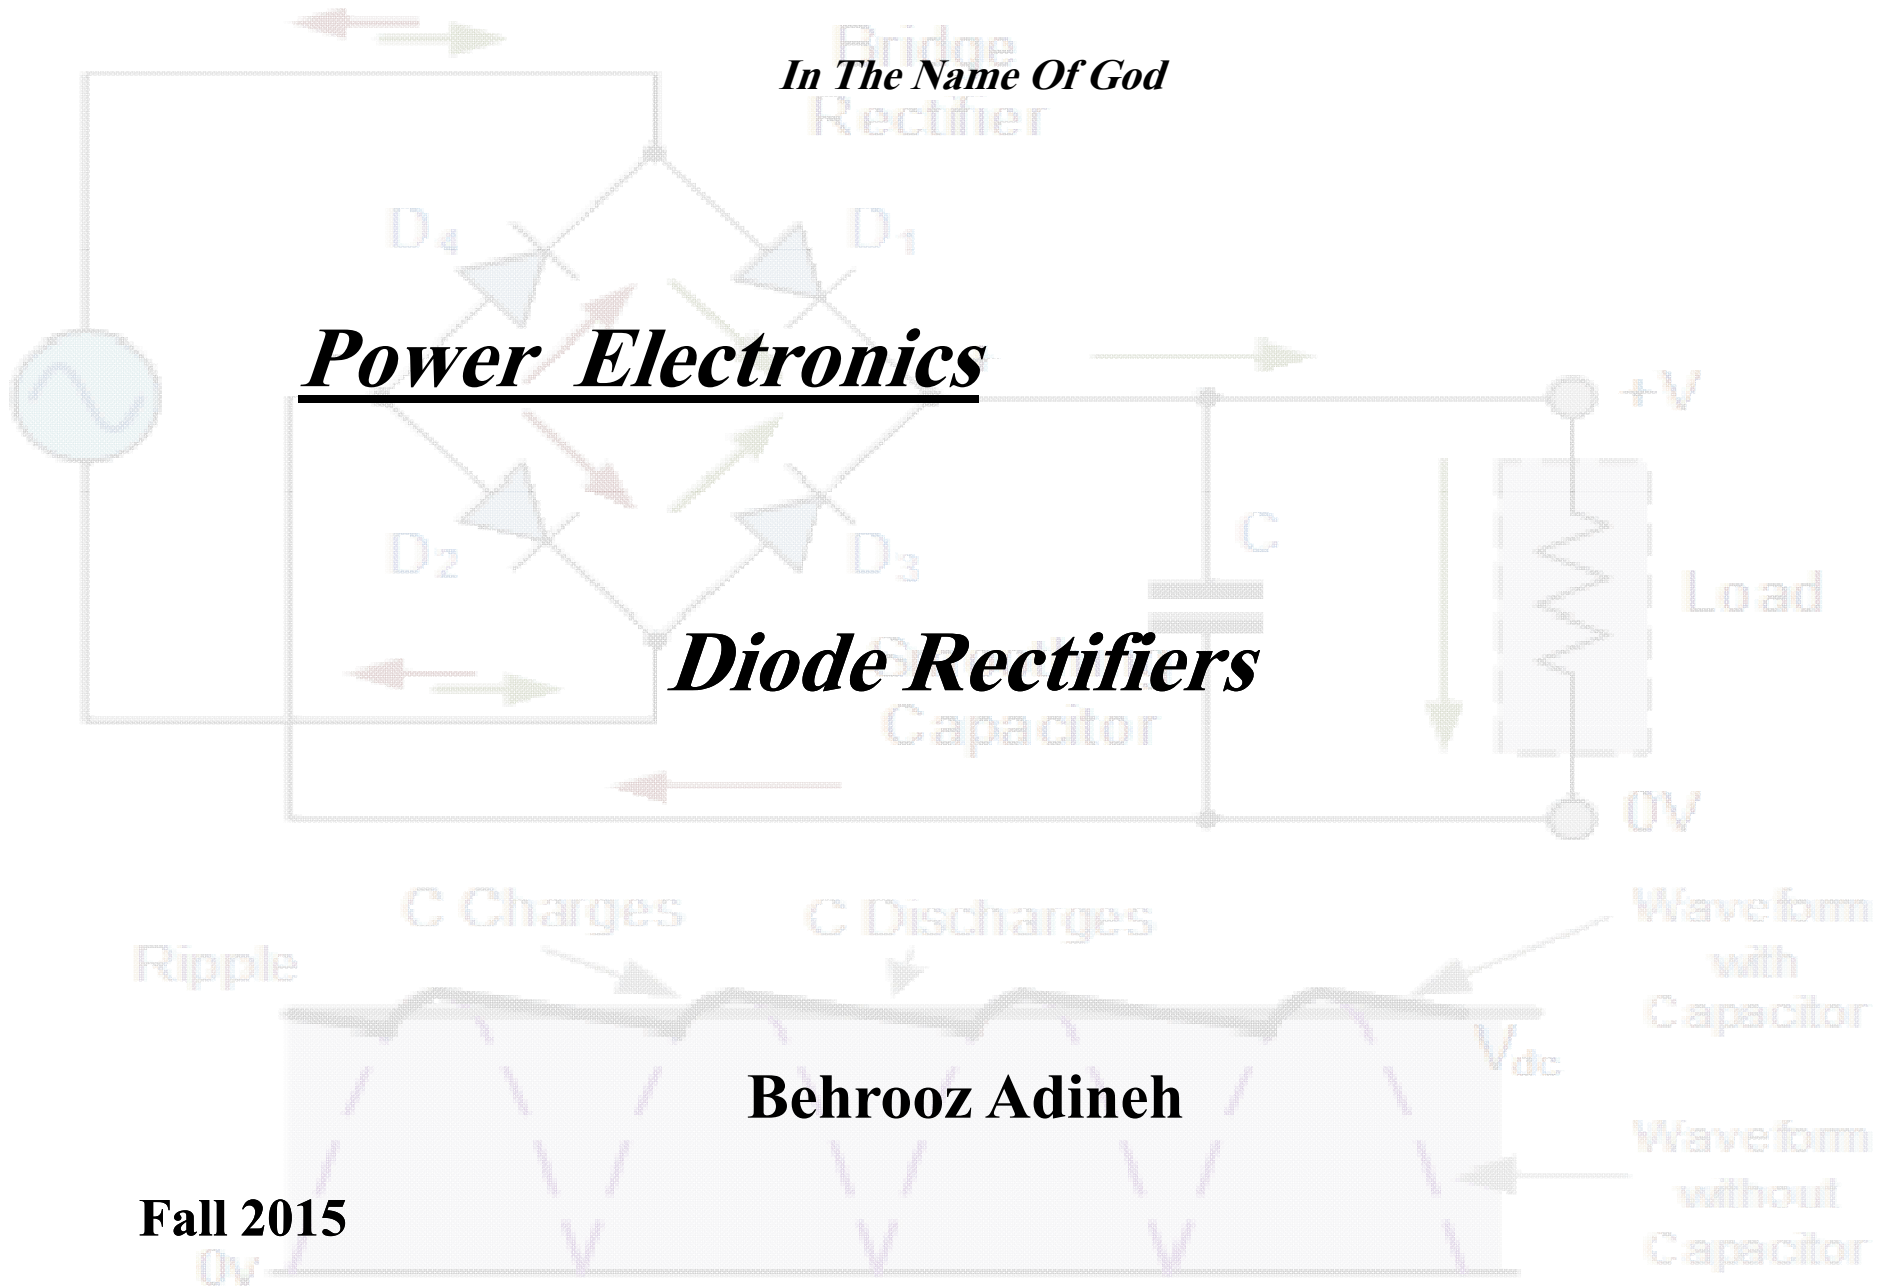 In The Name Of God
Bridge
Rectifier
D4
D1
Power Electronics
+V
D2
D3
C
Load
Diode Rectifiers
Capacitor
0V
C Charges
C Discharges
Waveform
with
Capacitor
Ripple
Vdc
Behrooz Adineh
Waveform
without
Capacitor
Fall 2015
0v